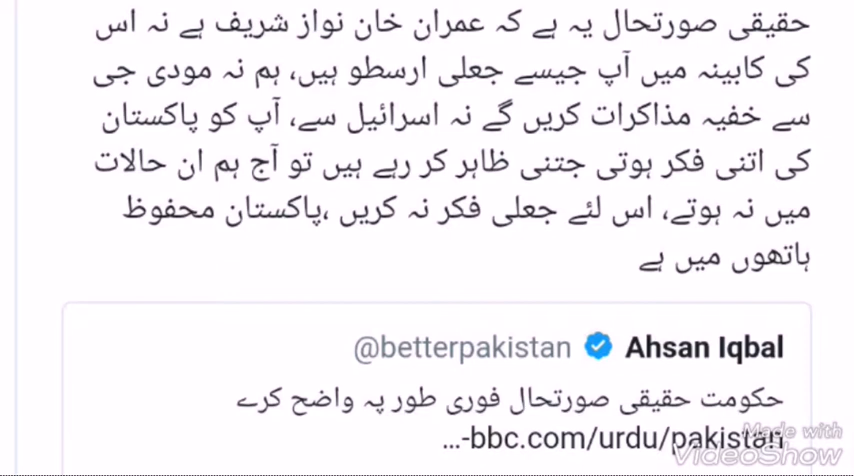 حقیقی صورتحال یہ ہے کہ عمران خان نواز شریف ہے نہ اس
کی کابینہ میں آپ جیسے جعلی ارسطو ہیں، ہم نہ مودی جی
سے خفیہ مذاکرات کریں گے نہ اسرائیل سے، آپ کو پاکستان
کی اتنی فکر ہوتی جتنی ظاہر کر رہے ہیں تو آج ہم ان حالات
میں نہ ہوتے، اس لئے جعلی فکر نہ کریں ،پاکستان محفوظ
ہاتھوں میں ہے
Ahsan Iqbal @betterpakistan
حکومت حقیقی صورتحال فوری طور پہ واضح کرے
bbc.com/urdu/pakistan-…
Made with
VideoShow